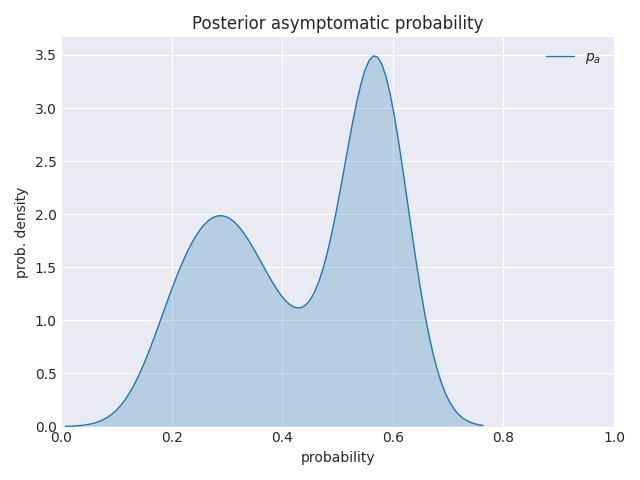 Posterior asymptomatic probability
pₐ
3.5
3.0
2.5
2.0
1.5
1.0
0.5
0.0
prob. density
0.0 0.2 0.4 0.6 0.8 1.0
probability